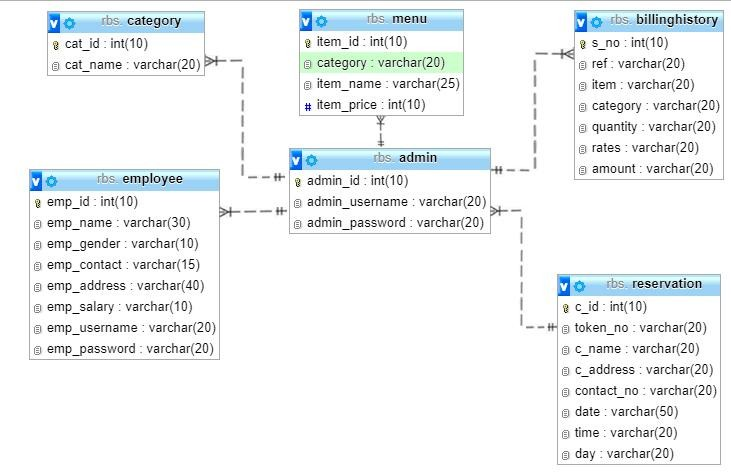 rbs. category
cat_id : int(10)
cat_name : varchar(20)
rbs. menu
item_id : int(10)
category : varchar(20)
item_name : varchar(25)
# item_price : int(10)
rbs. billinghistory
s_no : int(10)
ref : varchar(20)
item : varchar(20)
category : varchar(20)
quantity : varchar(20)
rates : varchar(20)
amount : varchar(20)
rbs. admin
admin_id : int(10)
admin_username : varchar(20)
admin_password : varchar(20)
rbs. employee
emp_id : int(10)
emp_name : varchar(30)
emp_gender : varchar(10)
emp_contact : varchar(15)
emp_address : varchar(40)
emp_salary : varchar(10)
emp_username : varchar(20)
emp_password : varchar(20)
rbs. reservation
c_id : int(10)
token_no : varchar(20)
c_name : varchar(20)
c_address : varchar(20)
contact_no : varchar(20)
date : varchar(50)
time : varchar(20)
day : varchar(20)